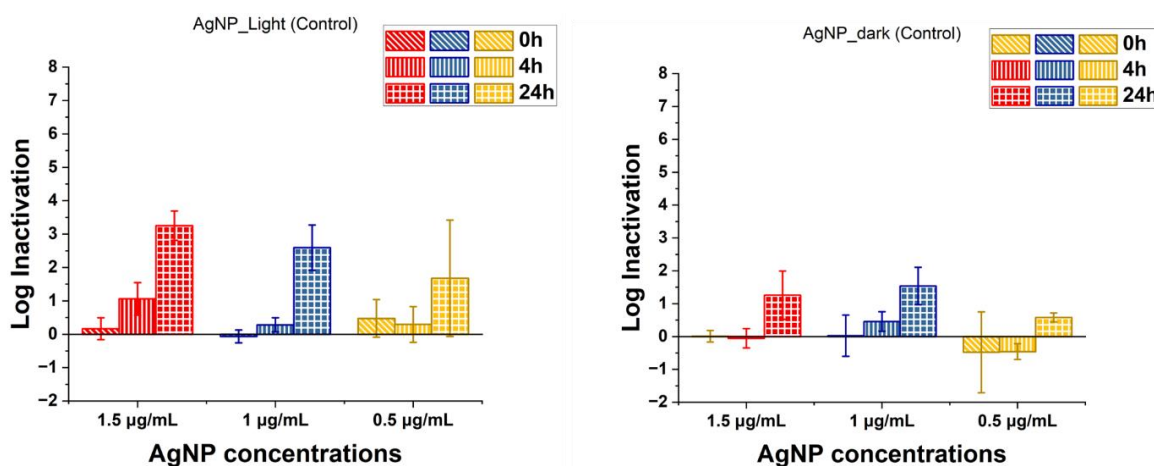 AgNP_Light (Control)
0h
4h
24h
8
7
6
5
4
3
2
1
0
−1
−2
Log Inactivation
1.5 μg/mL 1 μg/mL 0.5 μg/mL
AgNP concentrations
AgNP_dark (Control)
0h
4h
24h
8
7
6
5
4
3
2
1
0
−1
−2
Log Inactivation
1.5 μg/mL 1 μg/mL 0.5 μg/mL
AgNP concentrations